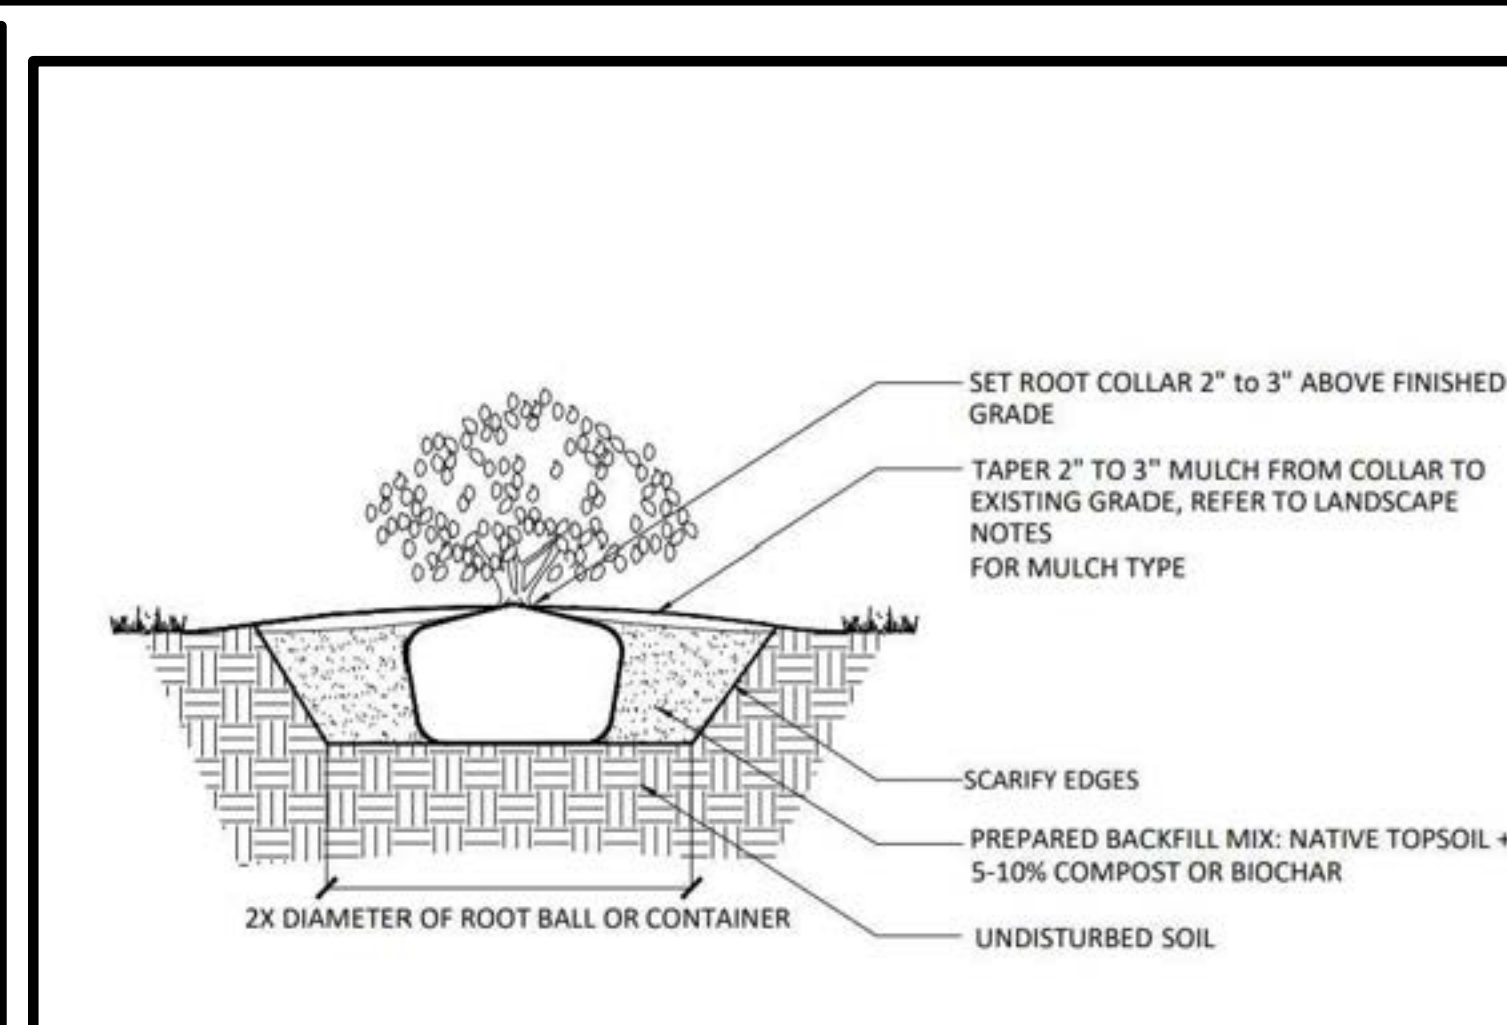 SET ROOT COLLAR 2" to 3" ABOVE FINISHED
GRADE
TAPER 2" TO 3" MULCH FROM COLLAR TO
EXISTING GRADE, REFER TO LANDSCAPE
NOTES
FOR MULCH TYPE
SCARIFY EDGES
PREPARED BACKFILL MIX: NATIVE TOPSOIL +
5-10% COMPOST OR BIOCHAR
2X DIAMETER OF ROOT BALL OR CONTAINER
UNDISTURBED SOIL